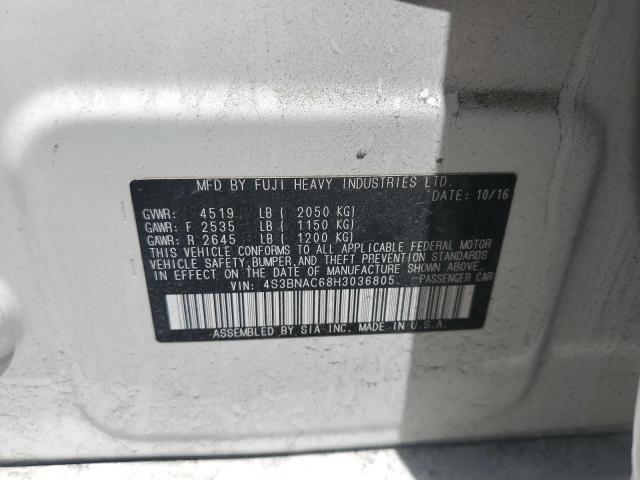 MFD BY FUJI HEAVY INDUSTRIES LTD.
DATE: 10/16
GVWR: 4519 LB ( 2050 KG)
GAWR: F 2535 LB ( 1150 KG)
GAWR: R 2645 LB ( 1200 KG)
THIS VEHICLE CONFORMS TO ALL APPLICABLE FEDERAL MOTOR
VEHICLE SAFETY,BUMPER,AND THEFT PREVENTION STANDARDS
IN EFFECT ON THE DATE OF MANUFACTURE SHOWN ABOVE.
VIN: 4S3BNAC68H3036805 PASSENGER CAR
ASSEMBLED BY SIA INC. MADE IN U.S.A.